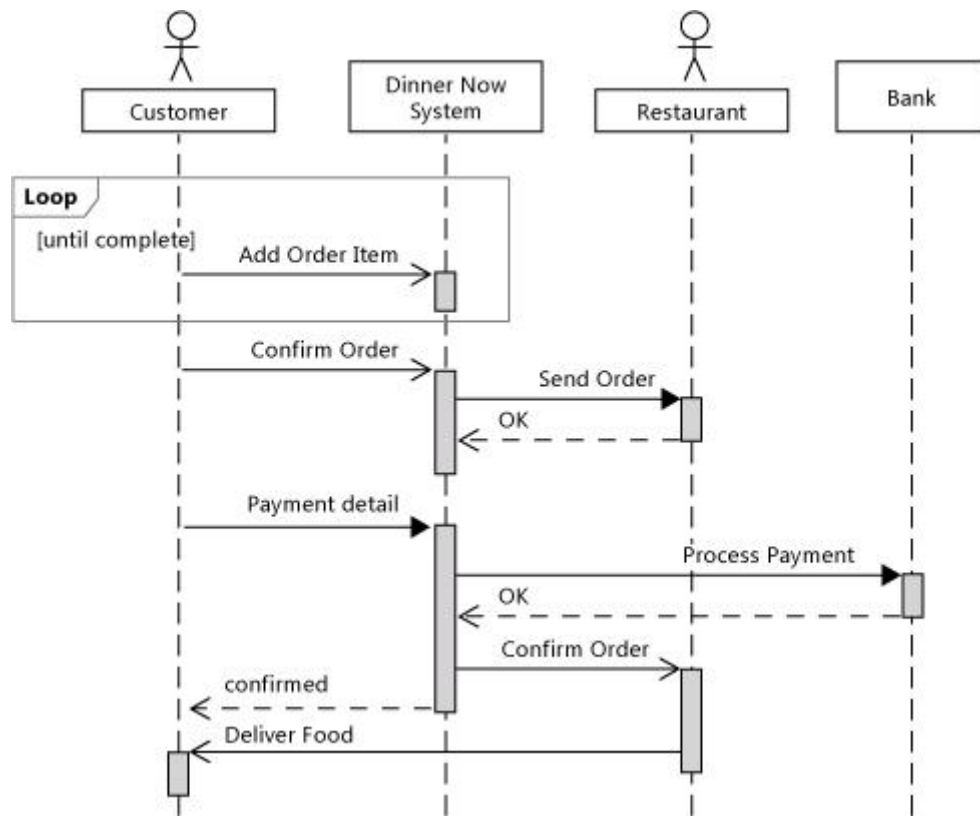 Customer
Dinner Now
System
Restaurant
Bank
Loop
[until complete]
Add Order Item
Confirm Order
Send Order
OK
Payment detail
Process Payment
OK
Confirm Order
confirmed
Deliver Food